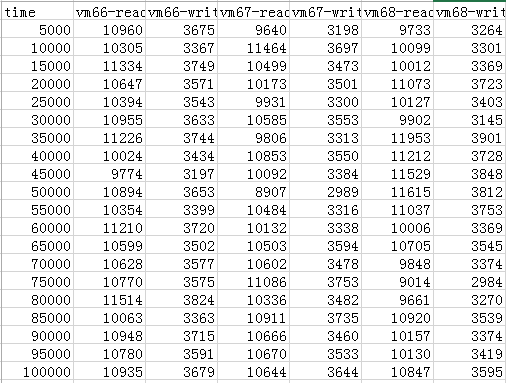 time vm66-read vm66-writ vm67-read vm67-writ vm68-read vm68-writ
5000 10960 3675 9640 3198 9733 3264
10000 10305 3367 11464 3697 10099 3301
15000 11334 3749 10499 3473 10012 3369
20000 10647 3571 10173 3501 11073 3723
25000 10394 3543 9931 3300 10127 3403
30000 10955 3633 10585 3553 9902 3145
35000 11226 3744 9806 3313 11953 3901
40000 10024 3434 10853 3550 11212 3728
45000 9774 3197 10092 3384 11529 3848
50000 10894 3653 8907 2989 11615 3812
55000 10354 3399 10484 3316 11037 3753
60000 11210 3720 10132 3338 10006 3369
65000 10599 3502 10503 3594 10705 3545
70000 10628 3577 10602 3478 9848 3374
75000 10770 3575 11086 3753 9014 2984
80000 11514 3824 10336 3482 9661 3270
85000 10063 3363 10911 3735 10920 3539
90000 10948 3715 10666 3460 10157 3374
95000 10780 3591 10670 3533 10130 3419
100000 10935 3679 10644 3644 10847 3595